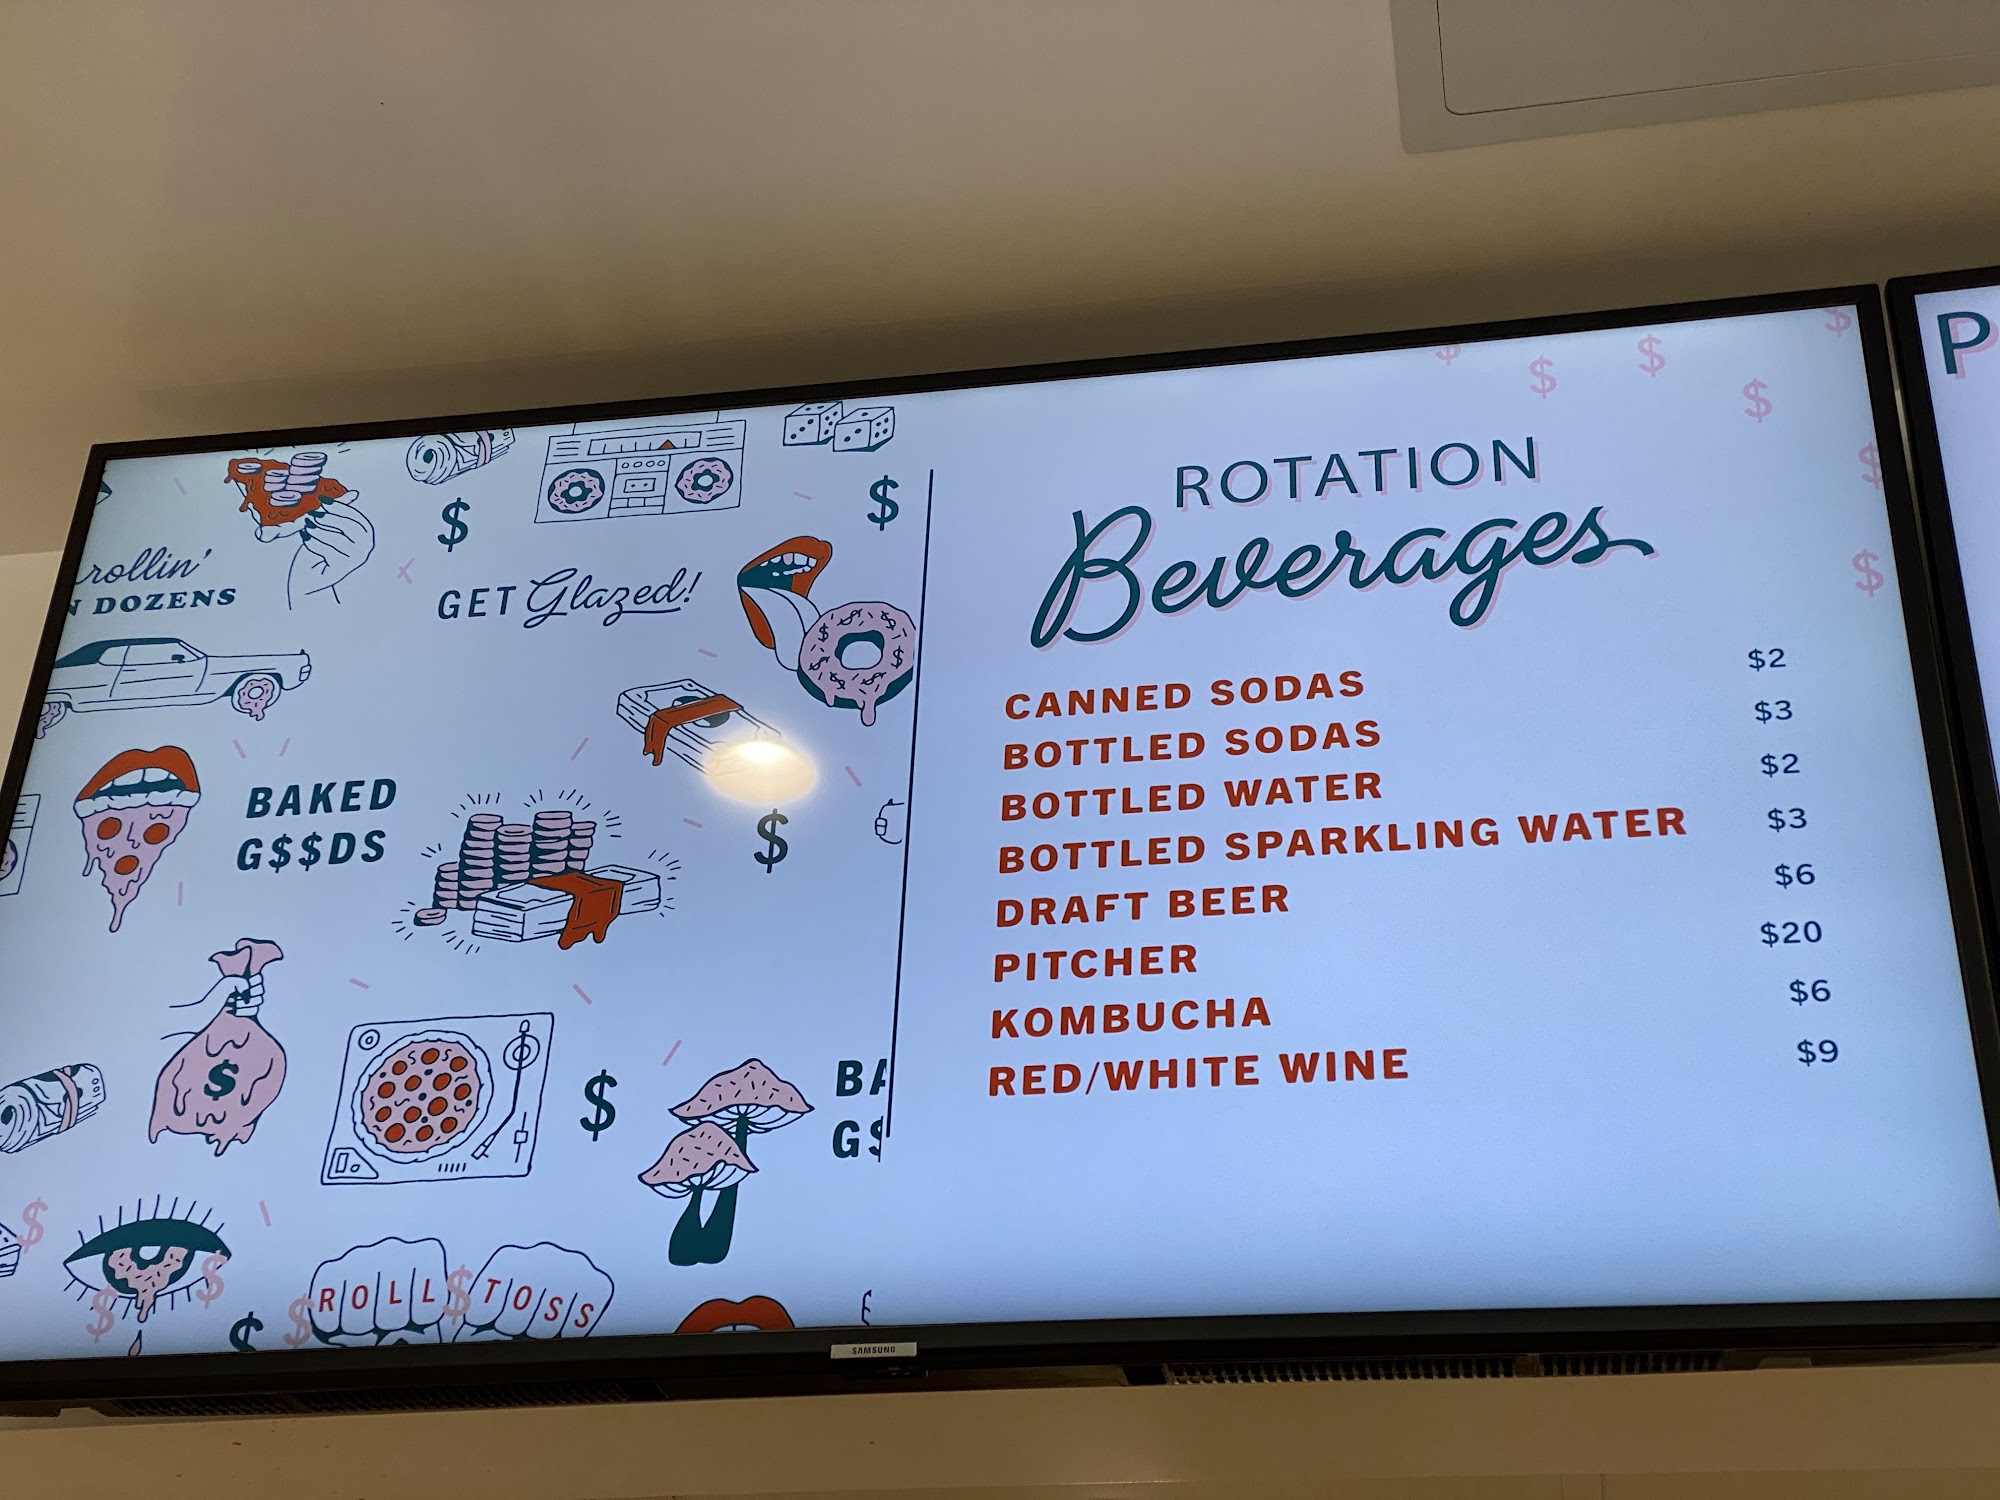 rollin'
DOZENS
GET Glazed!
BAKED
G$$DS
$
$
$
$
$
BA
G$
ROLL TOSS
ROTATION
Beverages
CANNED SODAS $2
BOTTLED SODAS $3
BOTTLED WATER $2
BOTTLED SPARKLING WATER $3
DRAFT BEER $6
PITCHER $20
KOMBUCHA $6
RED/WHITE WINE $9
P
SAMSUNG